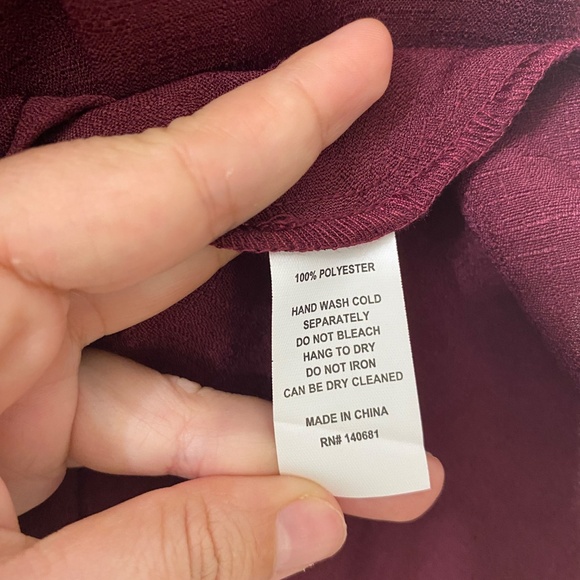 100% POLYESTER
HAND WASH COLD
SEPARATELY
DO NOT BLEACH
HANG TO DRY
DO NOT IRON
CAN BE DRY CLEANED
MADE IN CHINA
RN# 140681